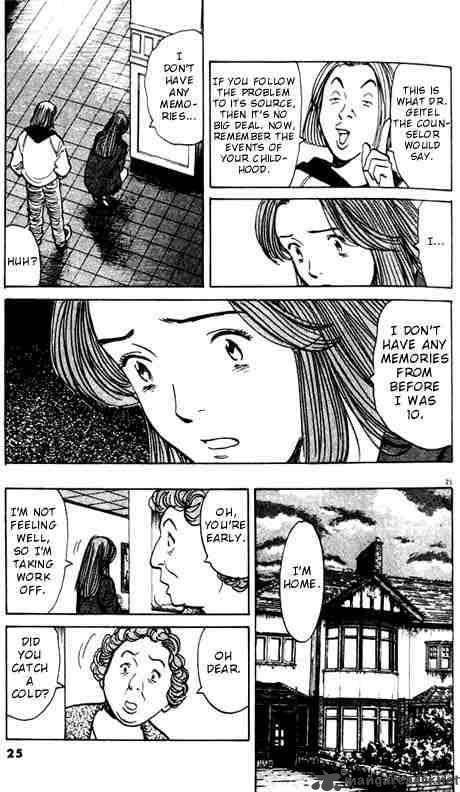 THIS IS
WHAT DR.
GEITEL
THE COUN-
SELOR
WOULD
SAY.
IF YOU FOLLOW
THE PROBLEM
TO ITS SOURCE,
THEN IT'S NO
BIG DEAL. NOW,
REMEMBER THE
EVENTS OF
YOUR CHILD-
HOOD.
I...
I
DON'T
HAVE
ANY
MEMO-
RIES...
HUH?
I DON'T
HAVE ANY
MEMORIES
FROM
BEFORE
I WAS
10.
I'M
HOME.
OH,
YOU'RE
EARLY.
I'M NOT
FEELING
WELL,
SO I'M
TAKING
WORK
OFF.
OH
DEAR.
DID
YOU
CATCH
A
COLD?
25